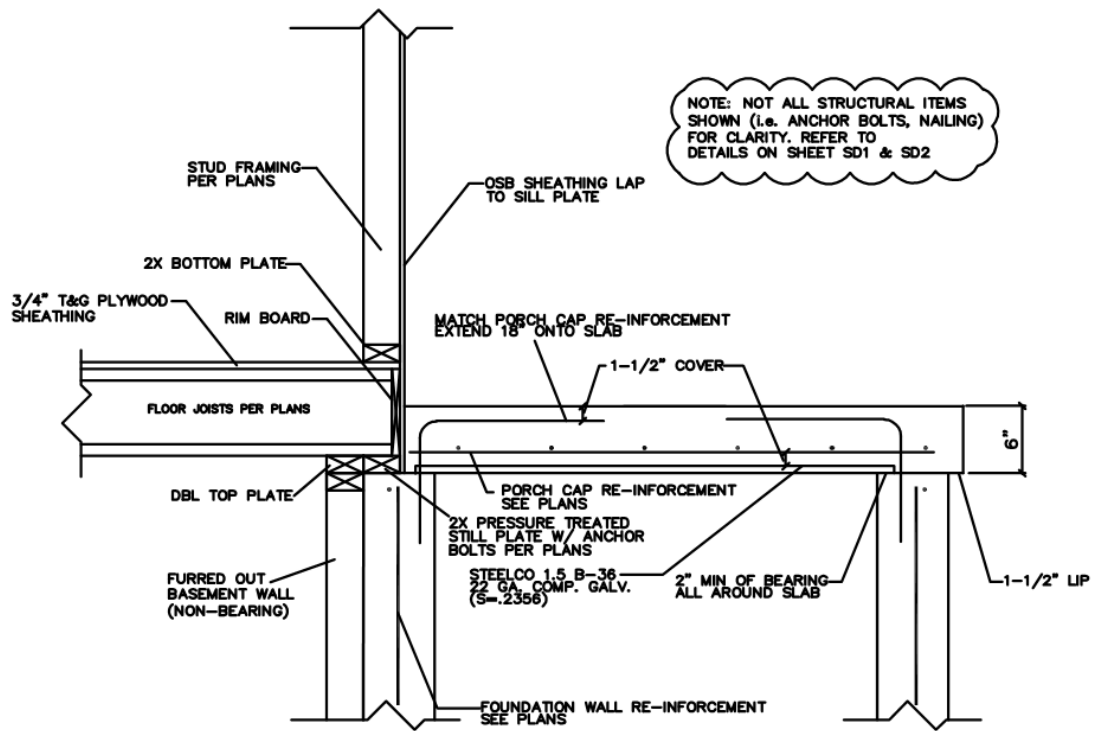 NOTE: NOT ALL STRUCTURAL ITEMS
SHOWN (i.e. ANCHOR BOLTS, NAILING)
FOR CLARITY. REFER TO
DETAILS ON SHEET SD1 & SD2
STUD FRAMING
PER PLANS
OSB SHEATHING LAP
TO SILL PLATE
2X BOTTOM PLATE
3/4" T&G PLYWOOD
SHEATHING
RIM BOARD
MATCH PORCH CAP RE-INFORCEMENT
EXTEND 18" ONTO SLAB
1-1/2" COVER
FLOOR JOISTS PER PLANS
6"
DBL TOP PLATE
PORCH CAP RE-INFORCEMENT
SEE PLANS
2X PRESSURE TREATED
STILL PLATE W/ ANCHOR
BOLTS PER PLANS
FURRED OUT
BASEMENT WALL
(NON-BEARING)
STEELCO 1.5 B-36
22 GA. COMP. GALV.
(S=.2356)
2" MIN OF BEARING
ALL AROUND SLAB
1-1/2" LIP
FOUNDATION WALL RE-INFORCEMENT
SEE PLANS